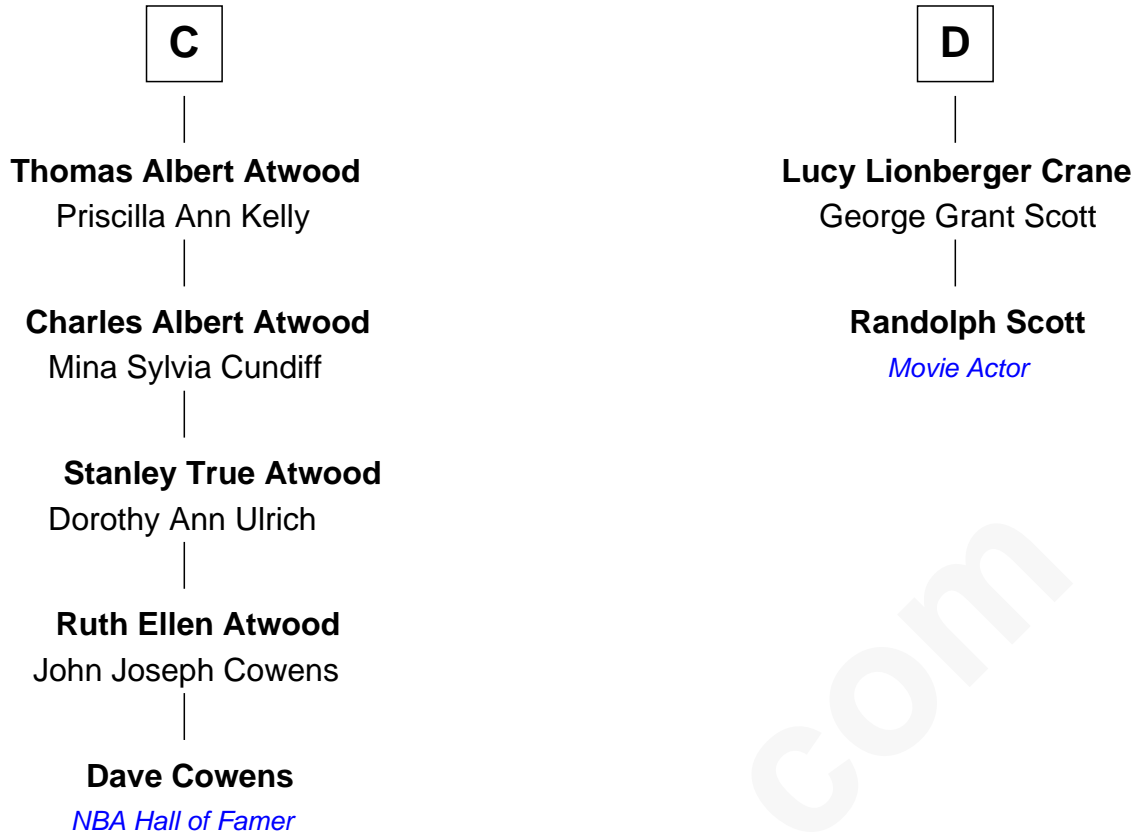 C
Thomas Albert Atwood
Priscilla Ann Kelly
Charles Albert Atwood
Mina Sylvia Cundiff
Stanley True Atwood
Dorothy Ann Ulrich
Ruth Ellen Atwood
John Joseph Cowens
Dave Cowens
NBA Hall of Famer
D
Lucy Lionberger Crane
George Grant Scott
Randolph Scott
Movie Actor
com